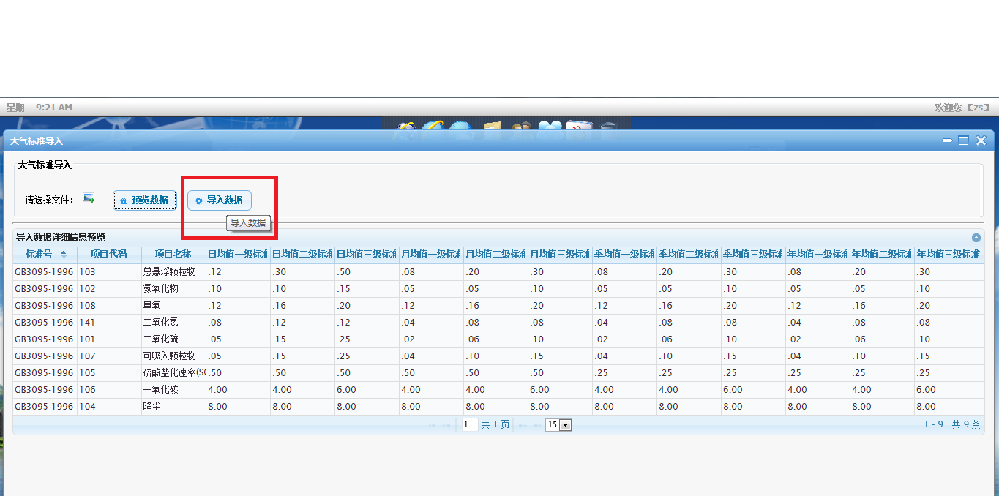 星期一 9:21 AM 欢迎您 【zs】
大气标准导入
大气标准导入
请选择文件： 预览数据 导入数据
导入数据
导入数据详细信息预览
标准号 项目代码 项目名称 日均值一级标准 日均值二级标准 日均值三级标准 月均值一级标准 月均值二级标准 月均值三级标准 季均值一级标准 季均值二级标准 季均值三级标准 年均值一级标准 年均值二级标准 年均值三级标准
GB3095-1996 103 总悬浮颗粒物 .12 .30 .50 .08 .20 .30 .08 .20 .30 .08 .20 .30
GB3095-1996 102 氮氧化物 .10 .10 .15 .05 .05 .10 .05 .05 .10 .05 .05 .10
GB3095-1996 108 臭氧 .12 .16 .20 .12 .16 .20 .12 .16 .20 .12 .16 .20
GB3095-1996 141 二氧化氮 .08 .12 .12 .04 .08 .08 .04 .08 .08 .04 .08 .08
GB3095-1996 101 二氧化硫 .05 .15 .25 .02 .06 .10 .02 .06 .10 .02 .06 .10
GB3095-1996 107 可吸入颗粒物 .05 .15 .25 .04 .10 .15 .04 .10 .15 .04 .10 .15
GB3095-1996 105 硫酸盐化速率(SO .50 .50 .50 .50 .50 .50 .25 .25 .25 .25 .25 .25
GB3095-1996 106 一氧化碳 4.00 4.00 6.00 4.00 4.00 6.00 4.00 4.00 6.00 4.00 4.00 6.00
GB3095-1996 104 降尘 8.00 8.00 8.00 8.00 8.00 8.00 8.00 8.00 8.00 8.00 8.00 8.00
1 共 1 页 15 1 - 9 共 9 条